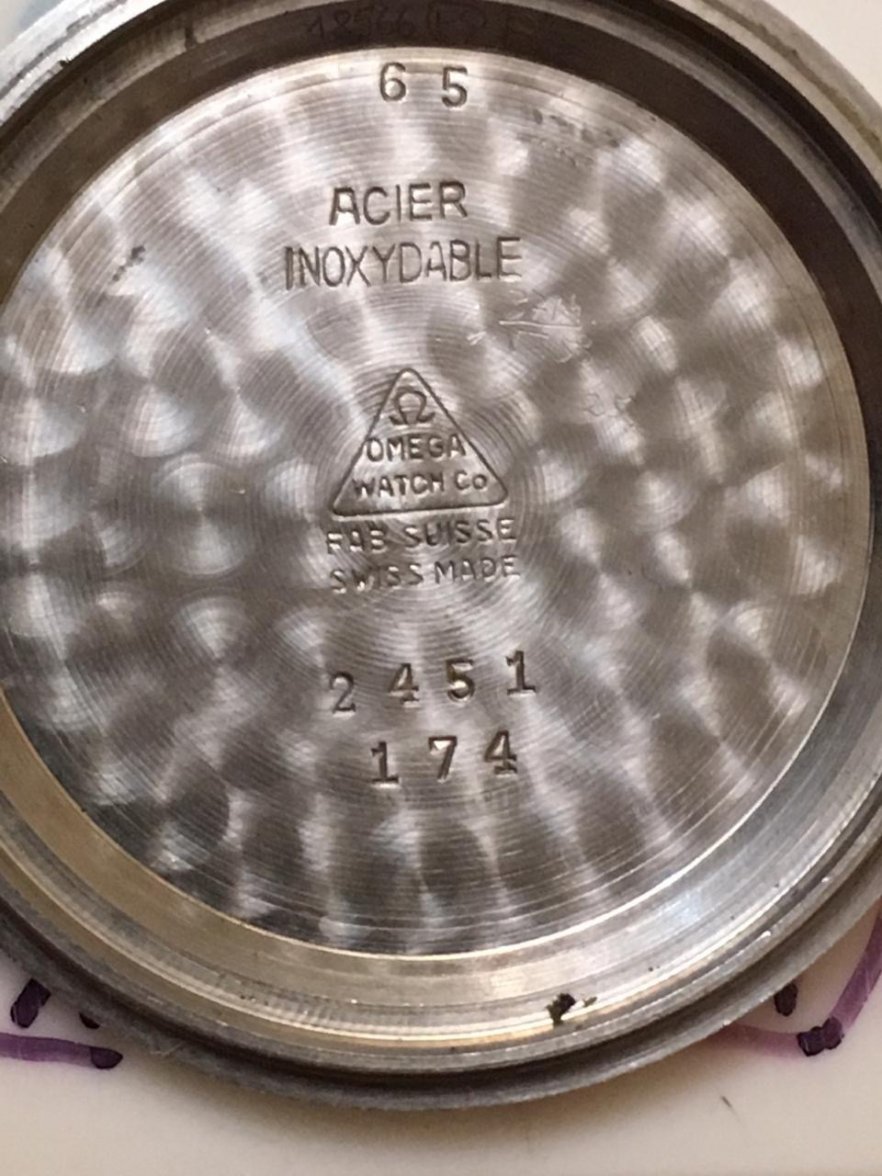 6 5
ACIER
INOXYDABLE
Ω
OMEGA
WATCH Co
FAB SUISSE
SWISS MADE
2451
174